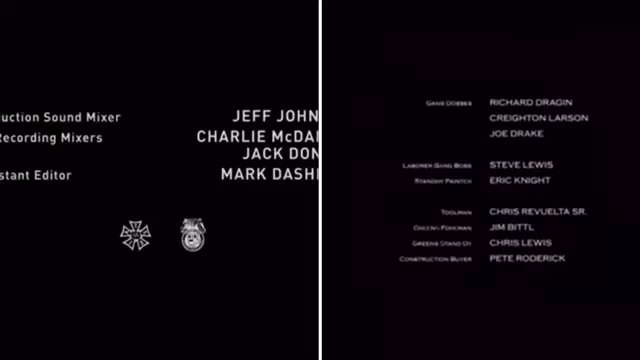 uction Sound Mixer JEFF JOHN
Recording Mixers CHARLIE McDA
JACK DON
stant Editor MARK DASH
Gang Bosses RICHARD DRAGIN
CREIGHTON LARSON
JOE DRAKE
Laborer Gang Boss STEVE LEWIS
Standby Painter ERIC KNIGHT
Toolman CHRIS REVUELTA SR.
Greens Foreman JIM BITTL
Greens Stand By CHRIS LEWIS
Construction Buyer PETE RODERICK